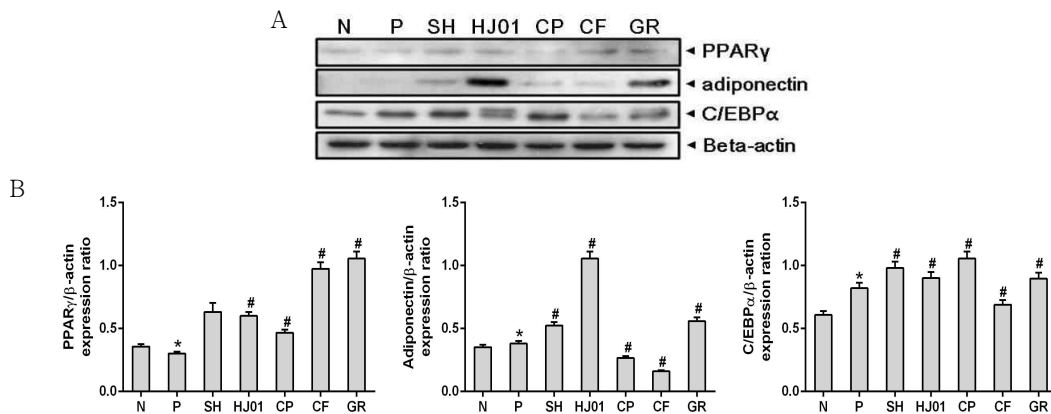 A
N P SH HJ01 CP CF GR
◄ PPARγ
◄ adiponectin
◄ C/EBPα
◄ Beta-actin
B
PPARγ/β-actin
expression ratio
1.5
1.0
0.5
0.0
*
#
#
#
#
N P SH HJ01 CP CF GR
Adiponectin/β-actin
expression ratio
1.5
1.0
0.5
0.0
*
#
#
#
#
#
N P SH HJ01 CP CF GR
C/EBPα/β-actin
expression ratio
1.5
1.0
0.5
0.0
*
#
#
#
#
#
N P SH HJ01 CP CF GR